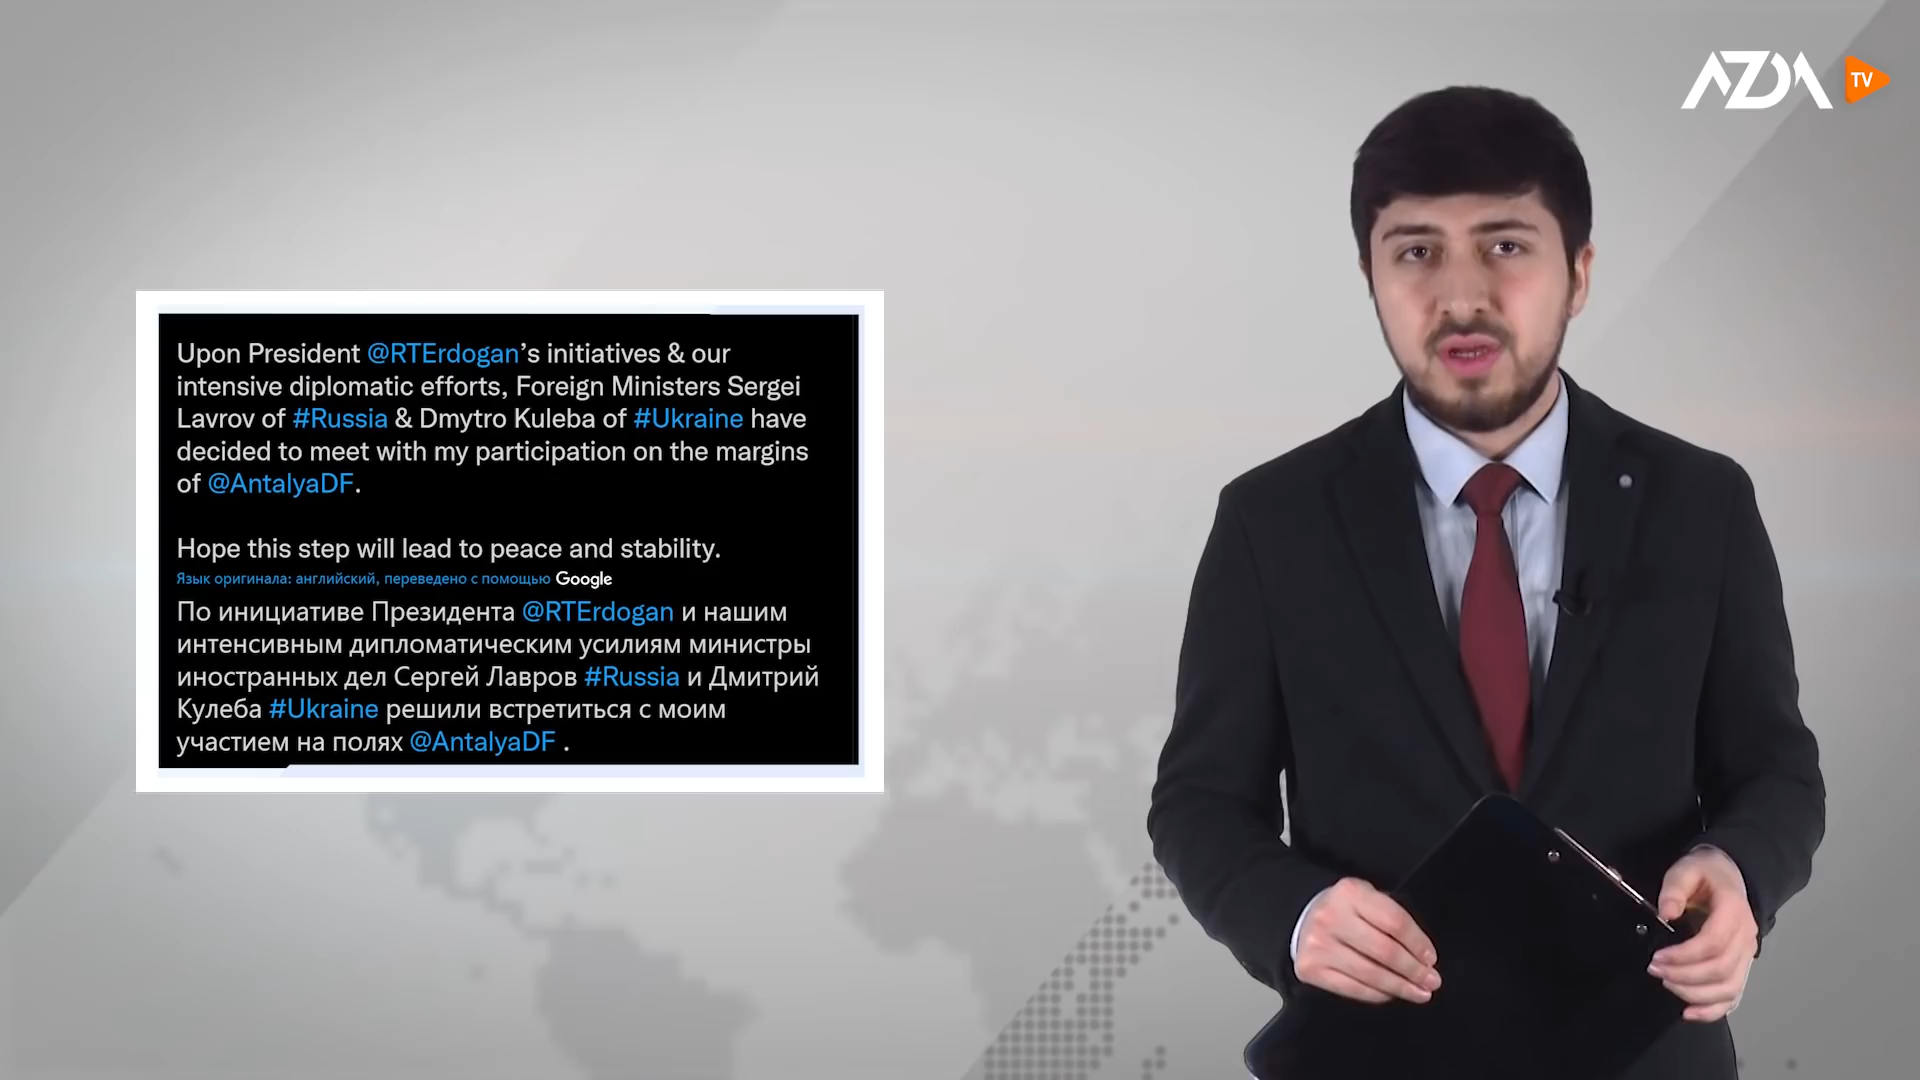 AZDA TV
Upon President @RTErdogan’s initiatives & our
intensive diplomatic efforts, Foreign Ministers Sergei
Lavrov of #Russia & Dmytro Kuleba of #Ukraine have
decided to meet with my participation on the margins
of @AntalyaDF.
Hope this step will lead to peace and stability.
Язык оригинала: английский, переведено с помощью Google
По инициативе Президента @RTErdogan и нашим
интенсивным дипломатическим усилиям министры
иностранных дел Сергей Лавров #Russia и Дмитрий
Кулеба #Ukraine решили встретиться с моим
участием на полях @AntalyaDF .